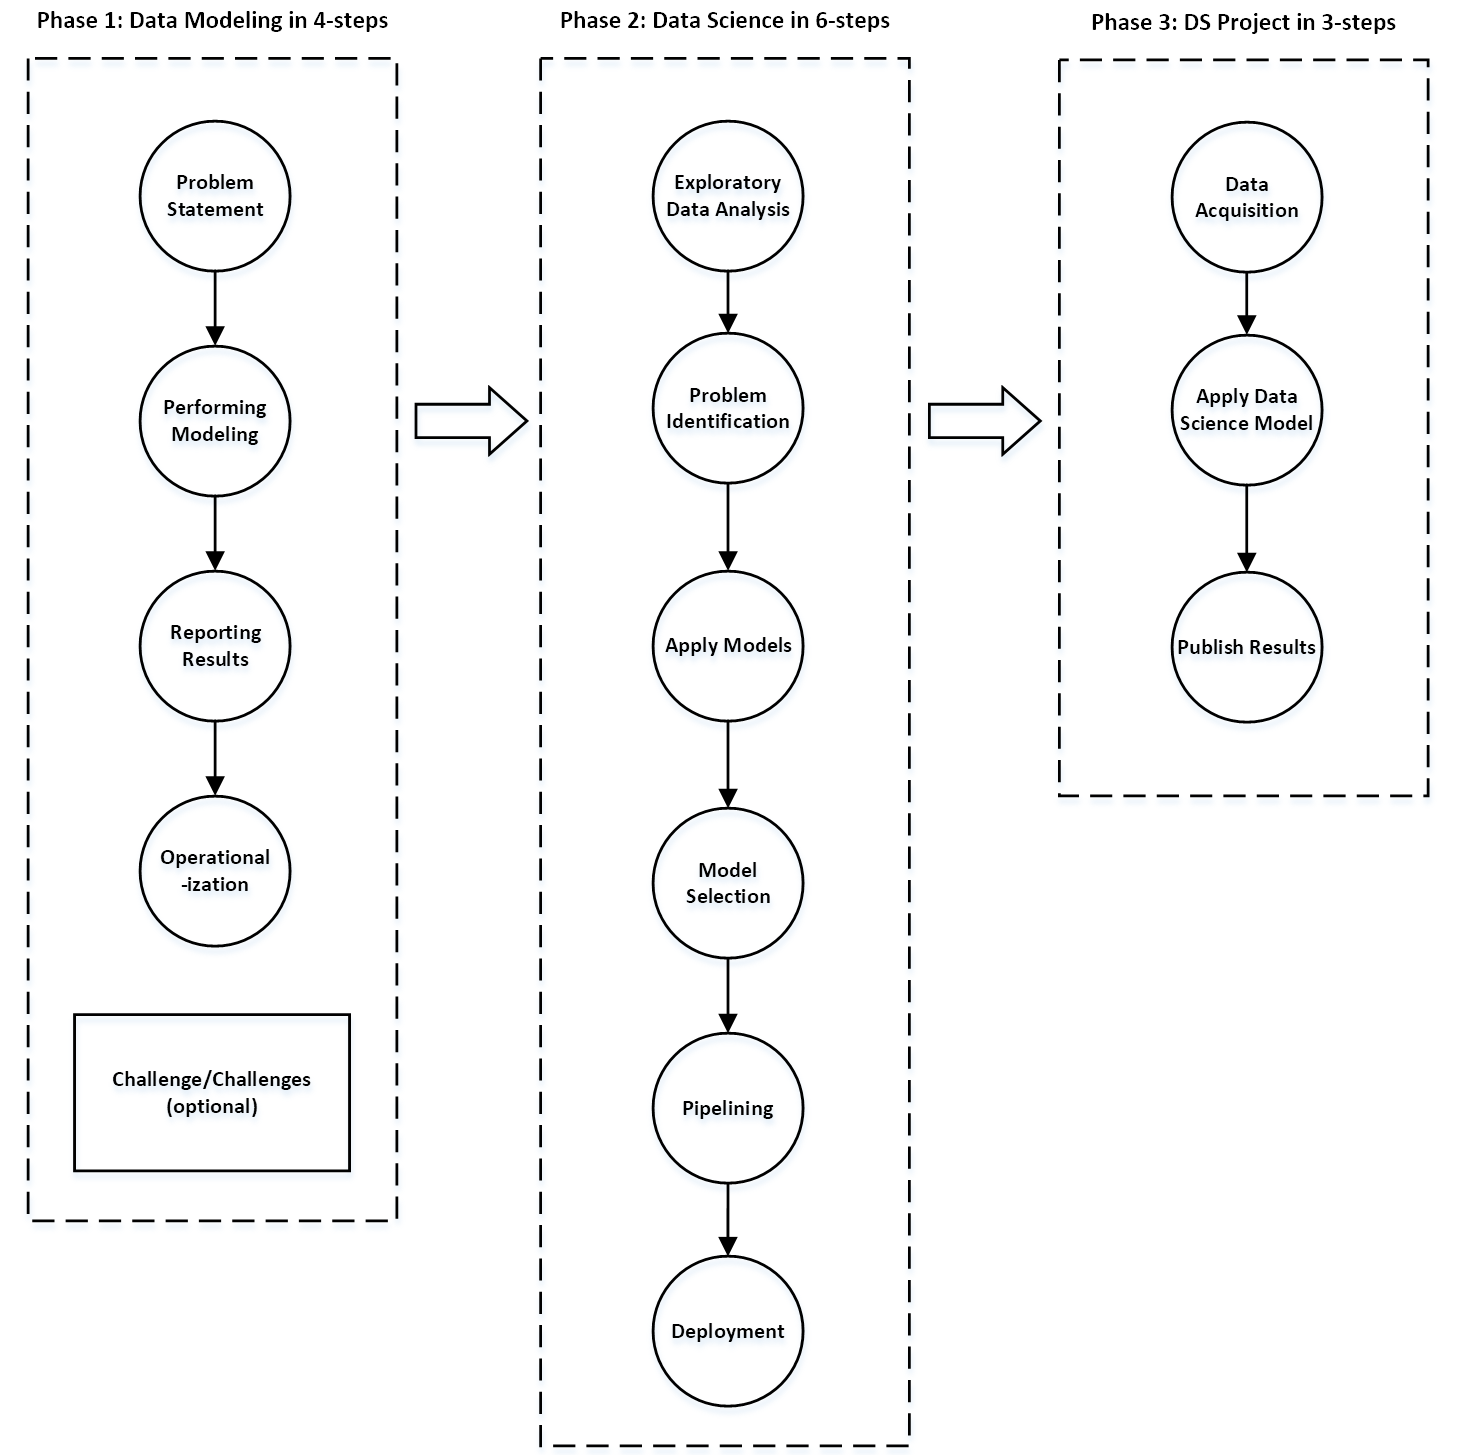 Phase 1: Data Modeling in 4-steps
Problem
Statement
Performing
Modeling
Reporting
Results
Operational
-ization
Challenge/Challenges
(optional)
Phase 2: Data Science in 6-steps
Exploratory
Data Analysis
Problem
Identification
Apply Models
Model
Selection
Pipelining
Deployment
Phase 3: DS Project in 3-steps
Data
Acquisition
Apply Data
Science Model
Publish Results